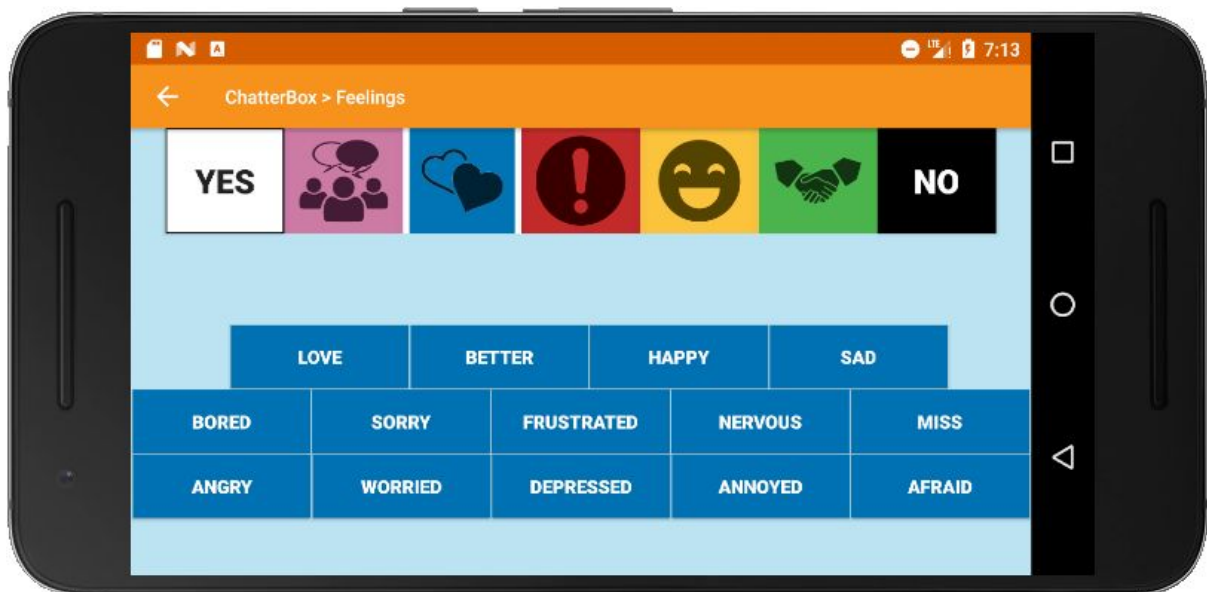 LTE 7:13
ChatterBox > Feelings
YES NO
LOVE BETTER HAPPY SAD
BORED SORRY FRUSTRATED NERVOUS MISS
ANGRY WORRIED DEPRESSED ANNOYED AFRAID